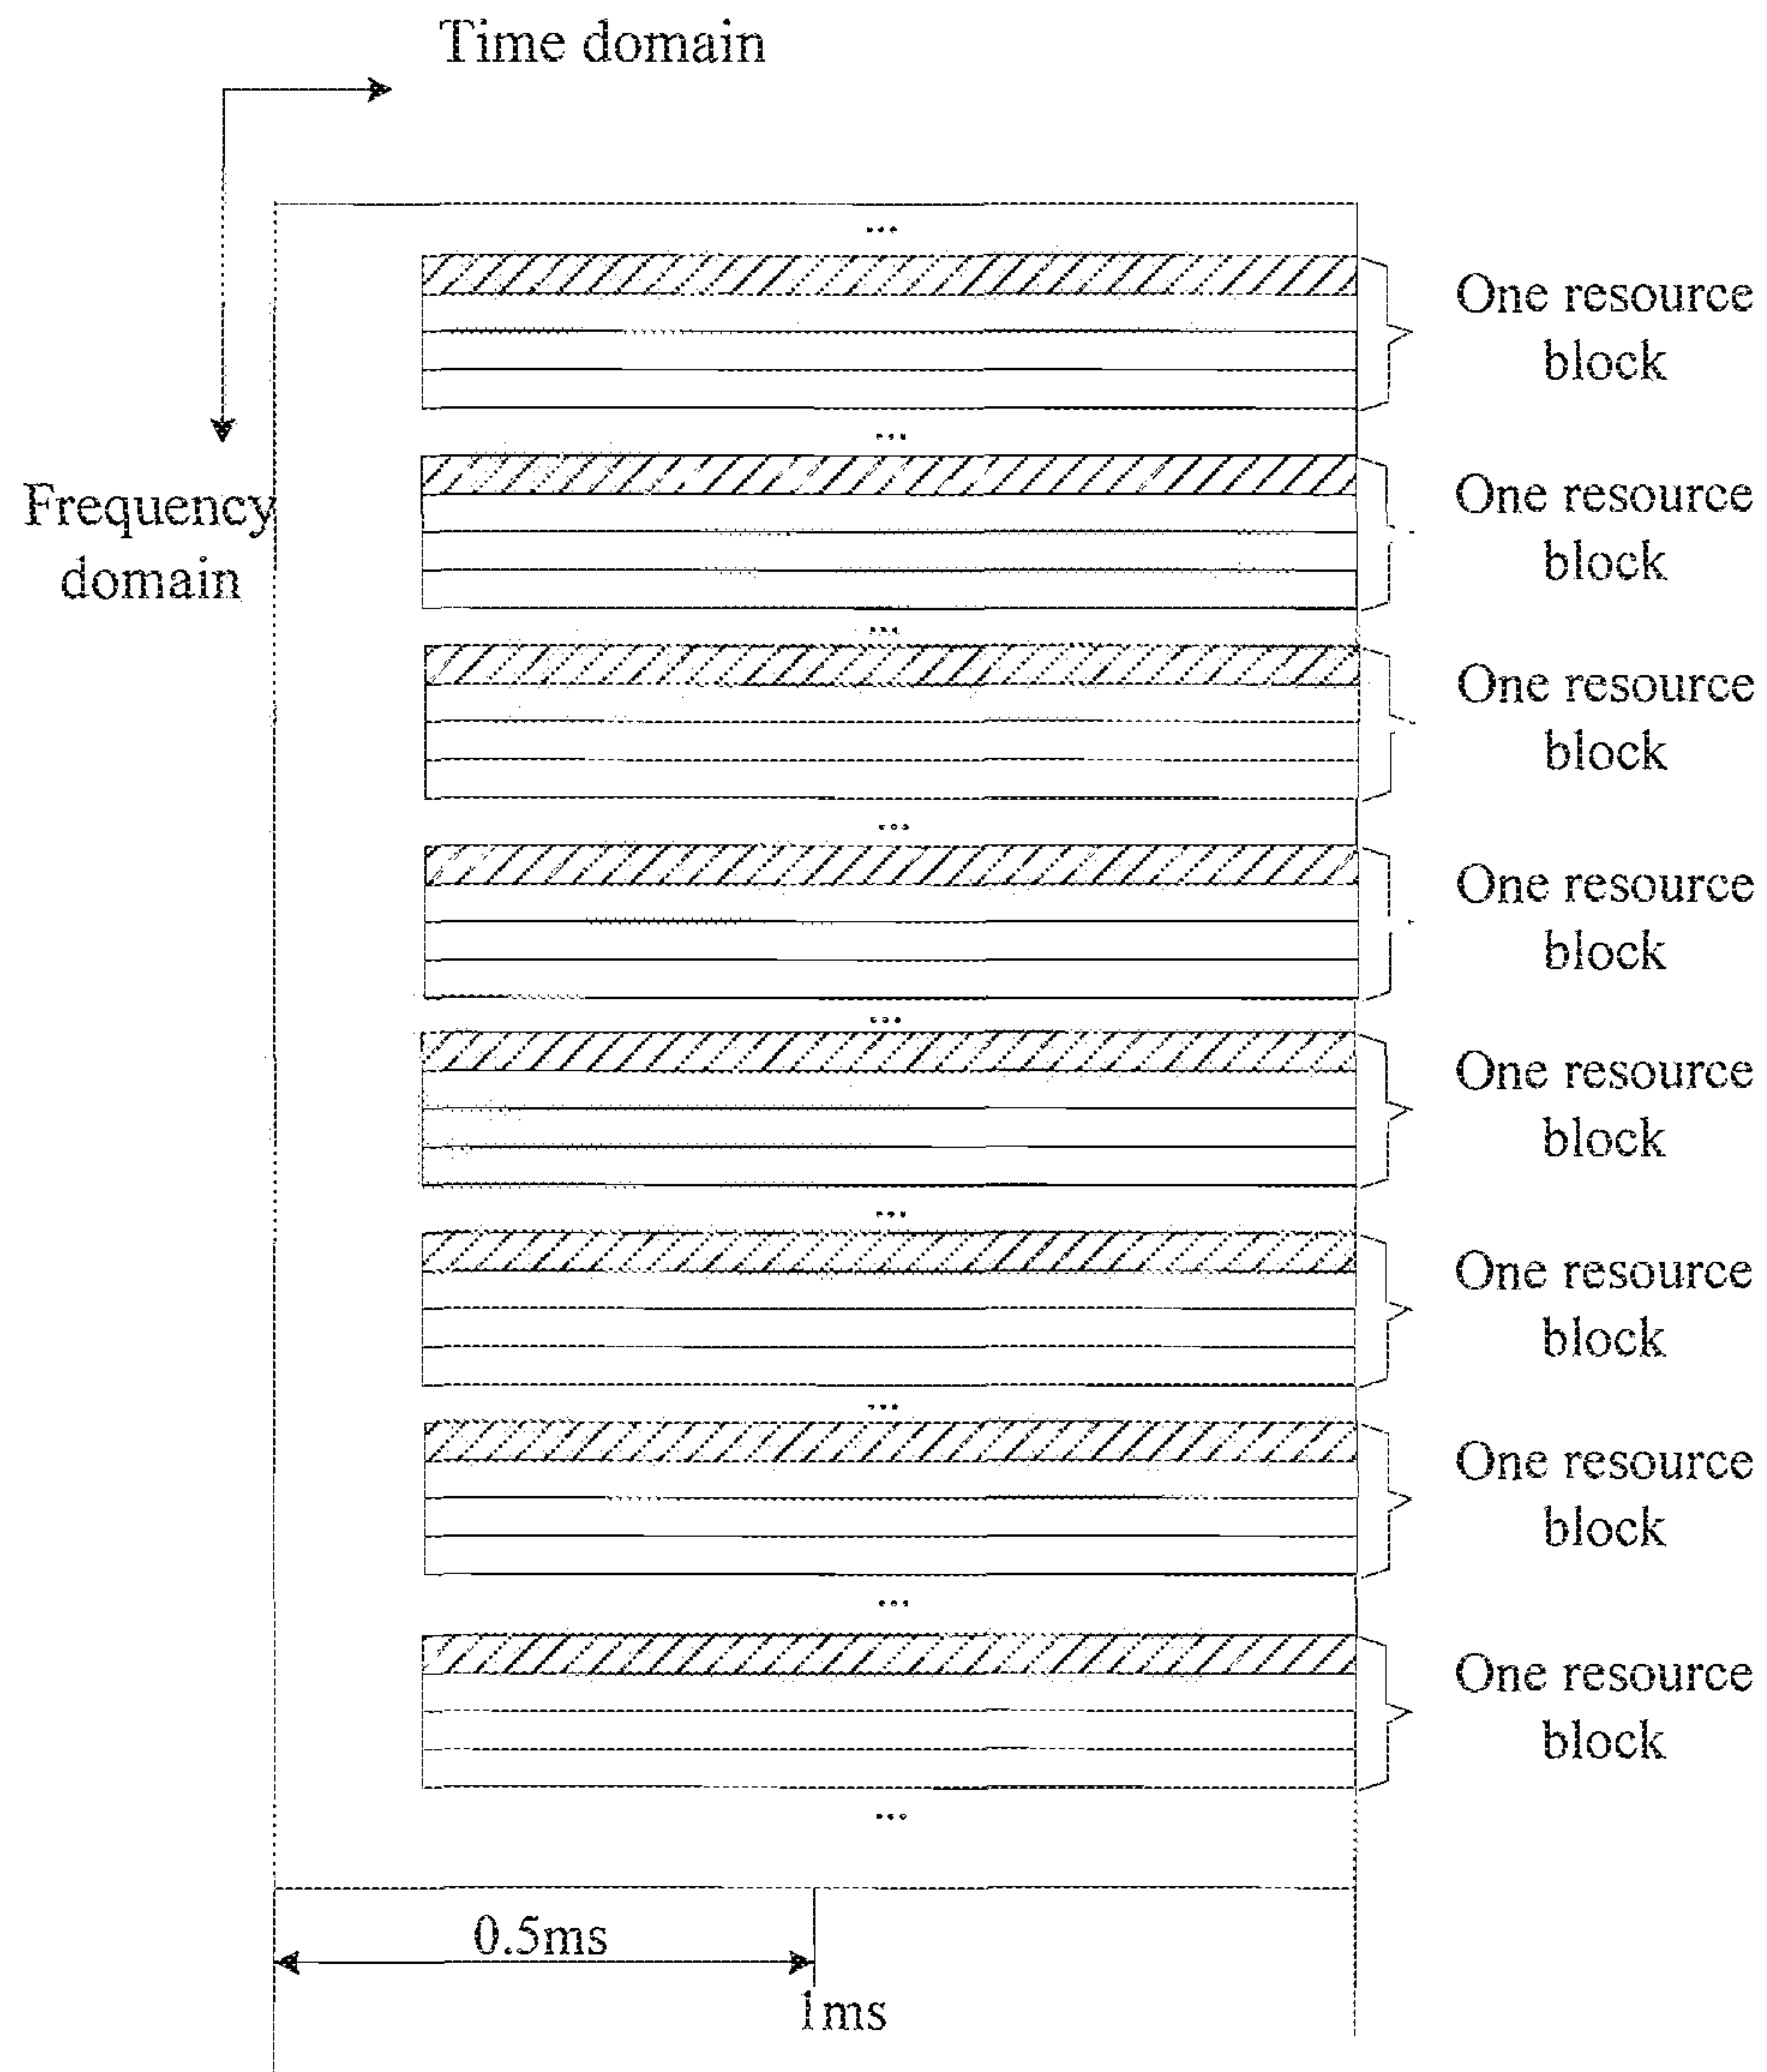 Time domain
...
One resource
block
...
Frequency
domain
One resource
block
...
One resource
block
...
One resource
block
...
One resource
block
...
One resource
block
...
One resource
block
...
One resource
block
...
0.5ms
1ms